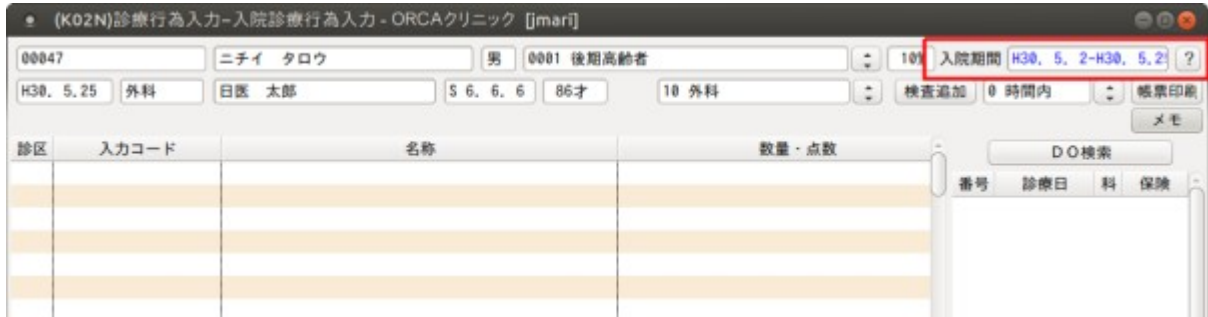 (K02N)診療行為入力-入院診療行為入力 - ORCAクリニック [jmari]
00047 ニチイ タロウ 男 0001 後期高齢者 入院期間 H30. 5. 2-H30. 5.2 ?
H30. 5.25 外科 日医 太郎 S 6. 6. 6 86才 10 外科 検査追加 0 時間内 帳票印刷
メモ
診区 入力コード 名称 数量・点数 DO検索
番号 診療日 科 保険